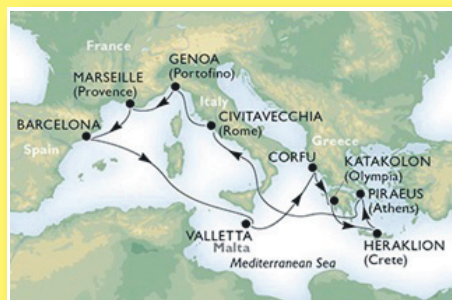 France
GENOA
(Portofino)
MARSEILLE
(Provence)
Italy
CIVITAVECCHIA
(Rome)
BARCELONA
Spain
Greece
CORFU
KATAKOLON
(Olympia)
PIRAEUS
(Athens)
VALLETTA
Malta
HERAKLION
(Crete)
Mediterranean Sea